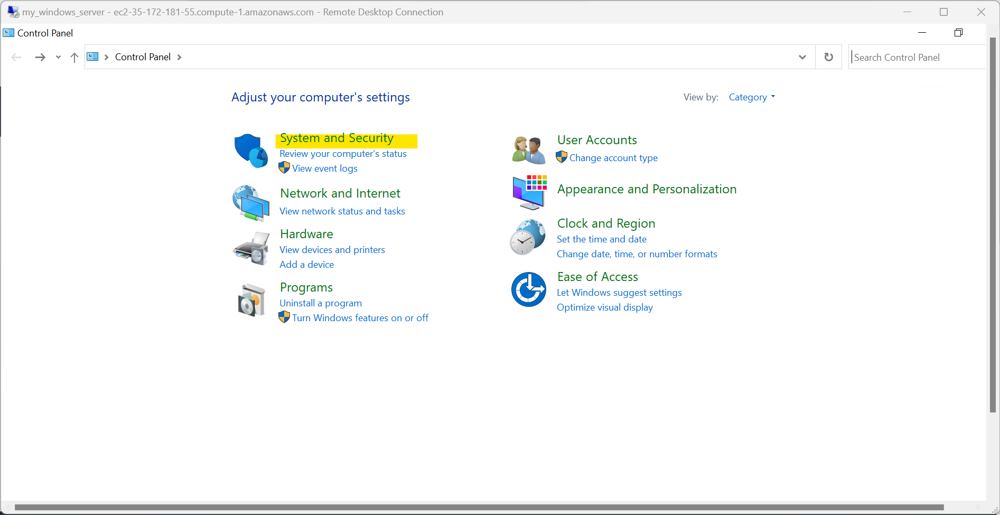 my_windows_server - ec2-35-172-181-55.compute-1.amazonaws.com - Remote Desktop Connection
Control Panel
Control Panel
Search Control Panel
Adjust your computer's settings
View by: Category
System and Security
Review your computer's status
View event logs
Network and Internet
View network status and tasks
Hardware
View devices and printers
Add a device
Programs
Uninstall a program
Turn Windows features on or off
User Accounts
Change account type
Appearance and Personalization
Clock and Region
Set the time and date
Change date, time, or number formats
Ease of Access
Let Windows suggest settings
Optimize visual display